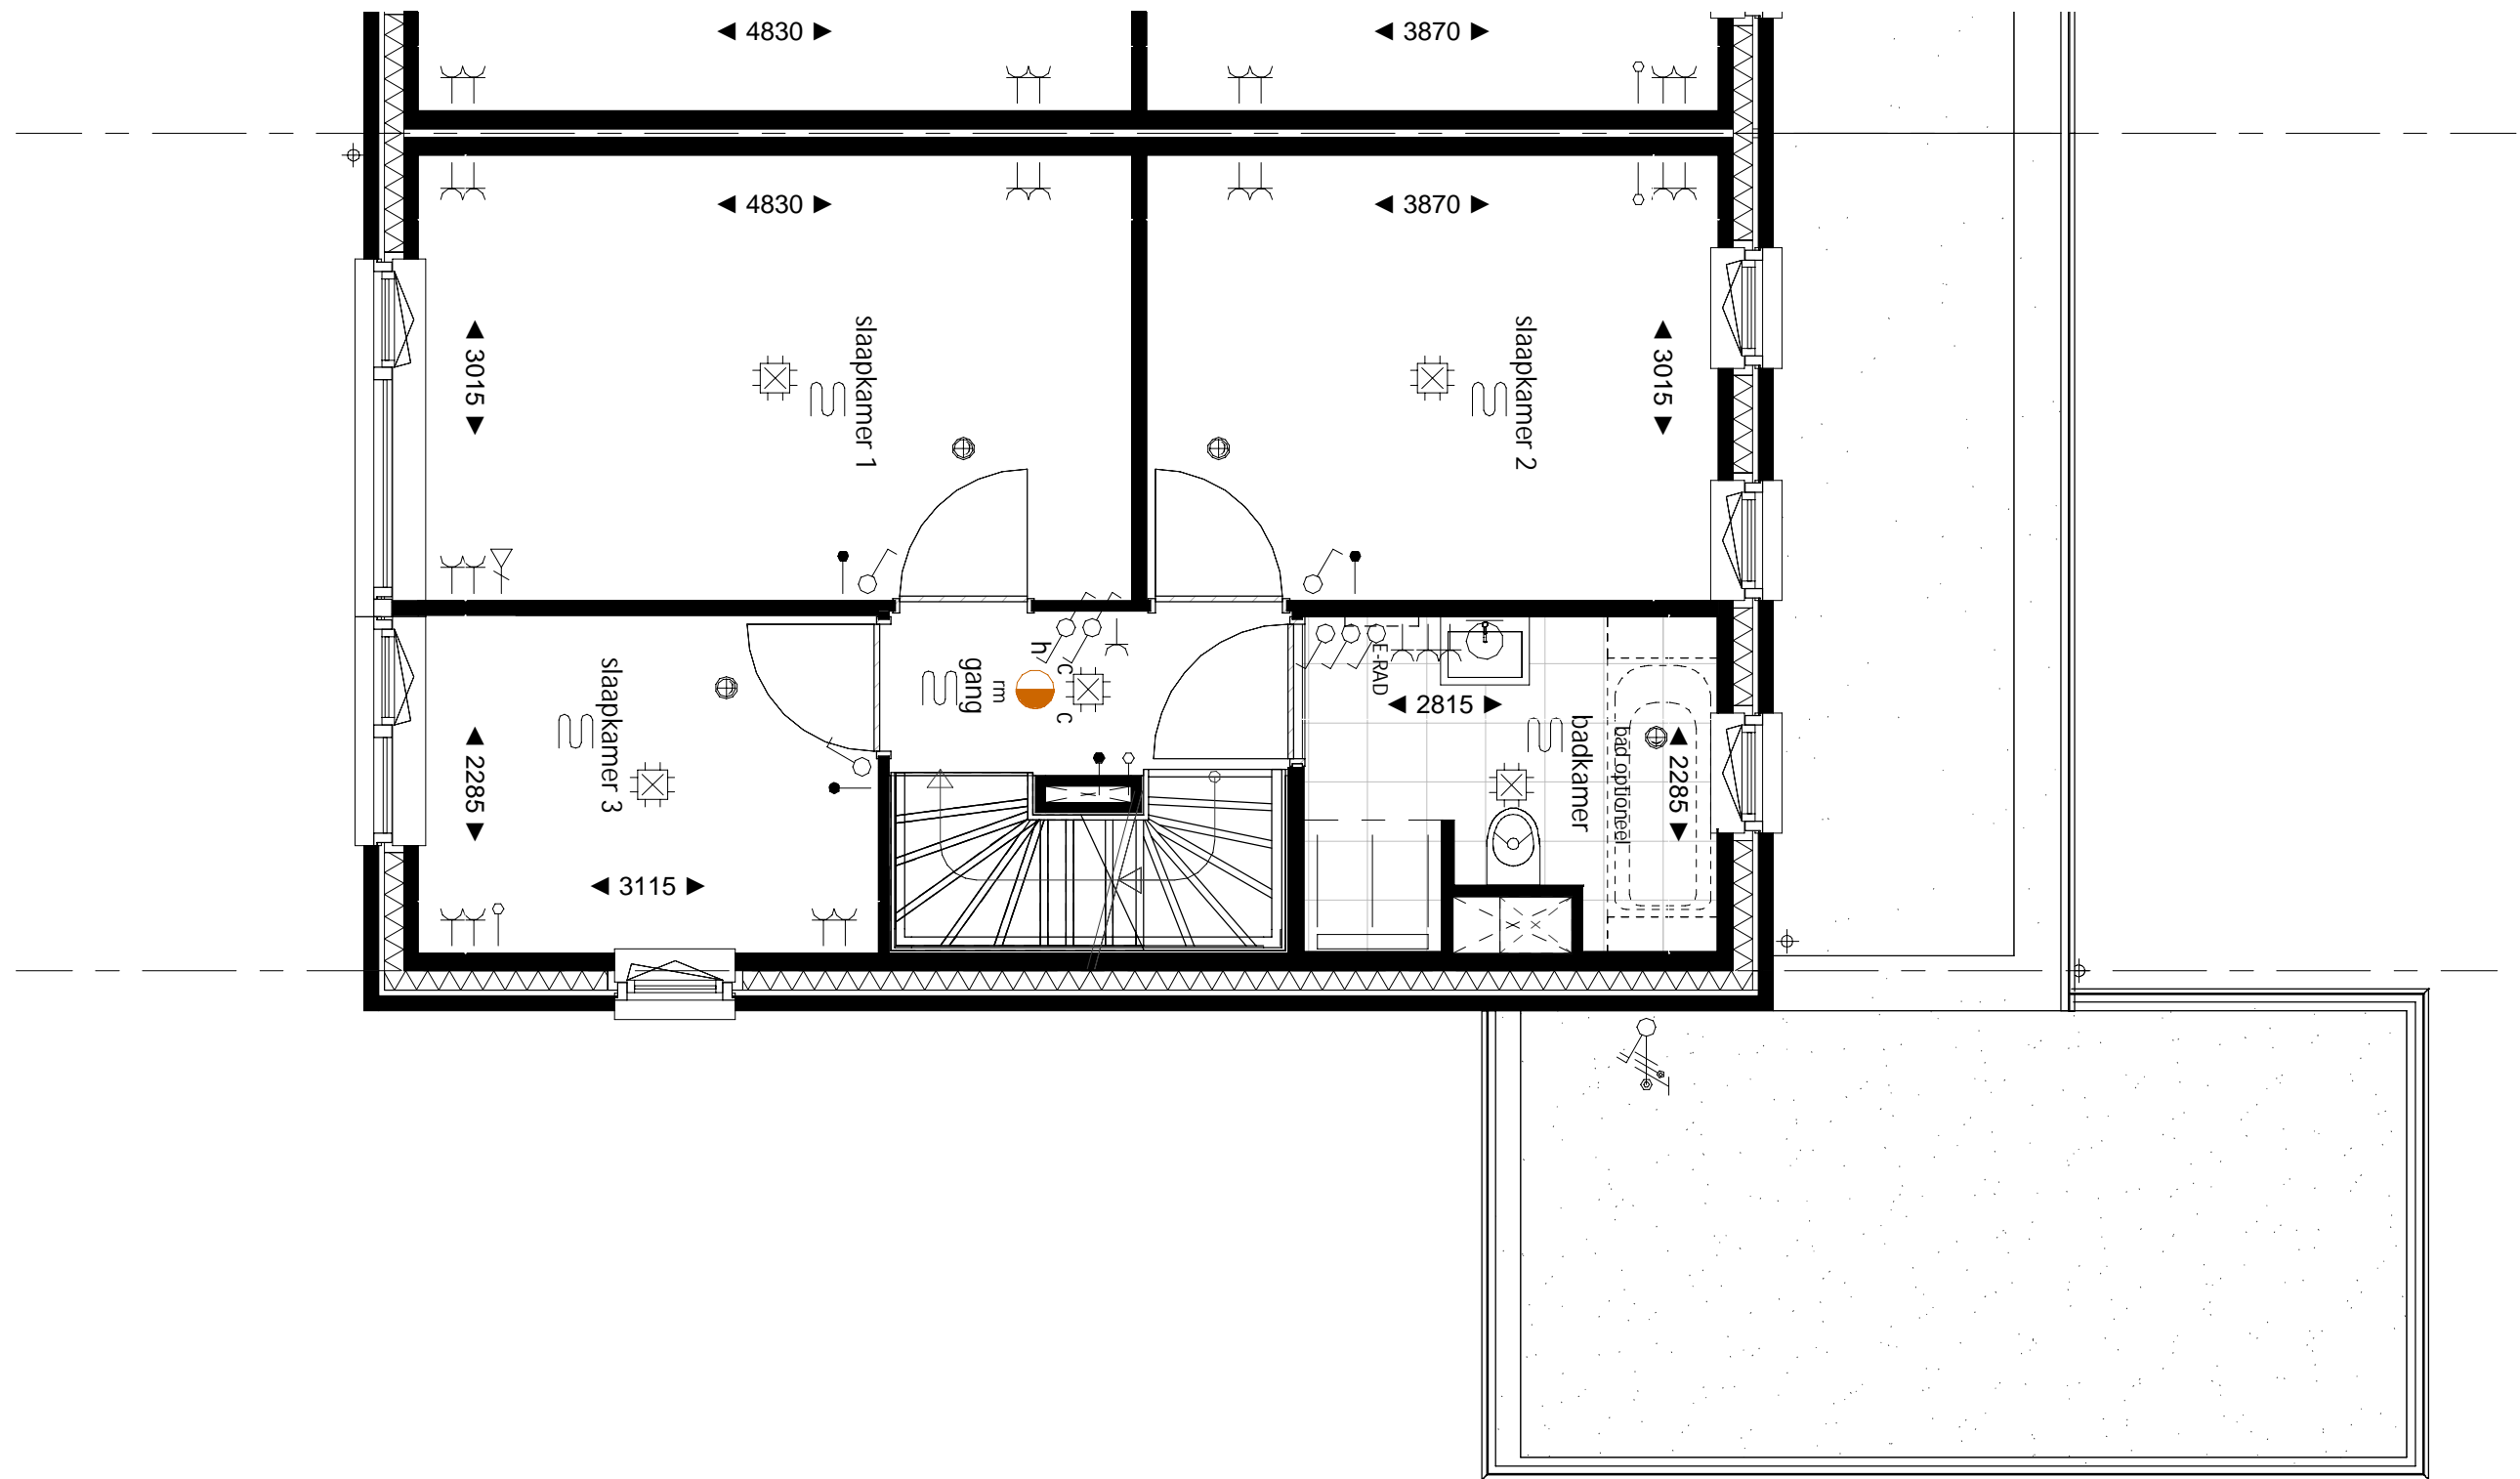 ◄ 4830 ►
◄ 3870 ►
◄ 4830 ►
◄ 3870 ►
◄ 3015 ►
slaapkamer 1
slaapkamer 2
◄ 3015 ►
slaapkamer 3
gang
rm
h
c
c
E-RAD
◄ 2815 ►
badkamer
bad optioneel
◄ 2285 ►
◄ 2285 ►
◄ 3115 ►